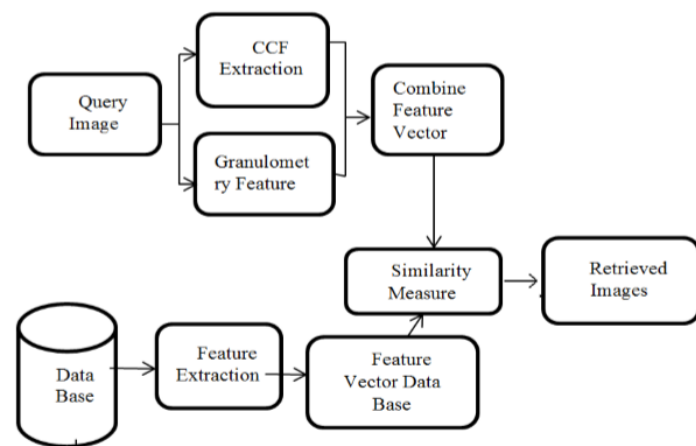 CCF
Extraction
Query
Image
Combine
Feature
Vector
Granulomet
ry Feature
Similarity
Measure
Retrieved
Images
Data
Base
Feature
Extraction
Feature
Vector Data
Base